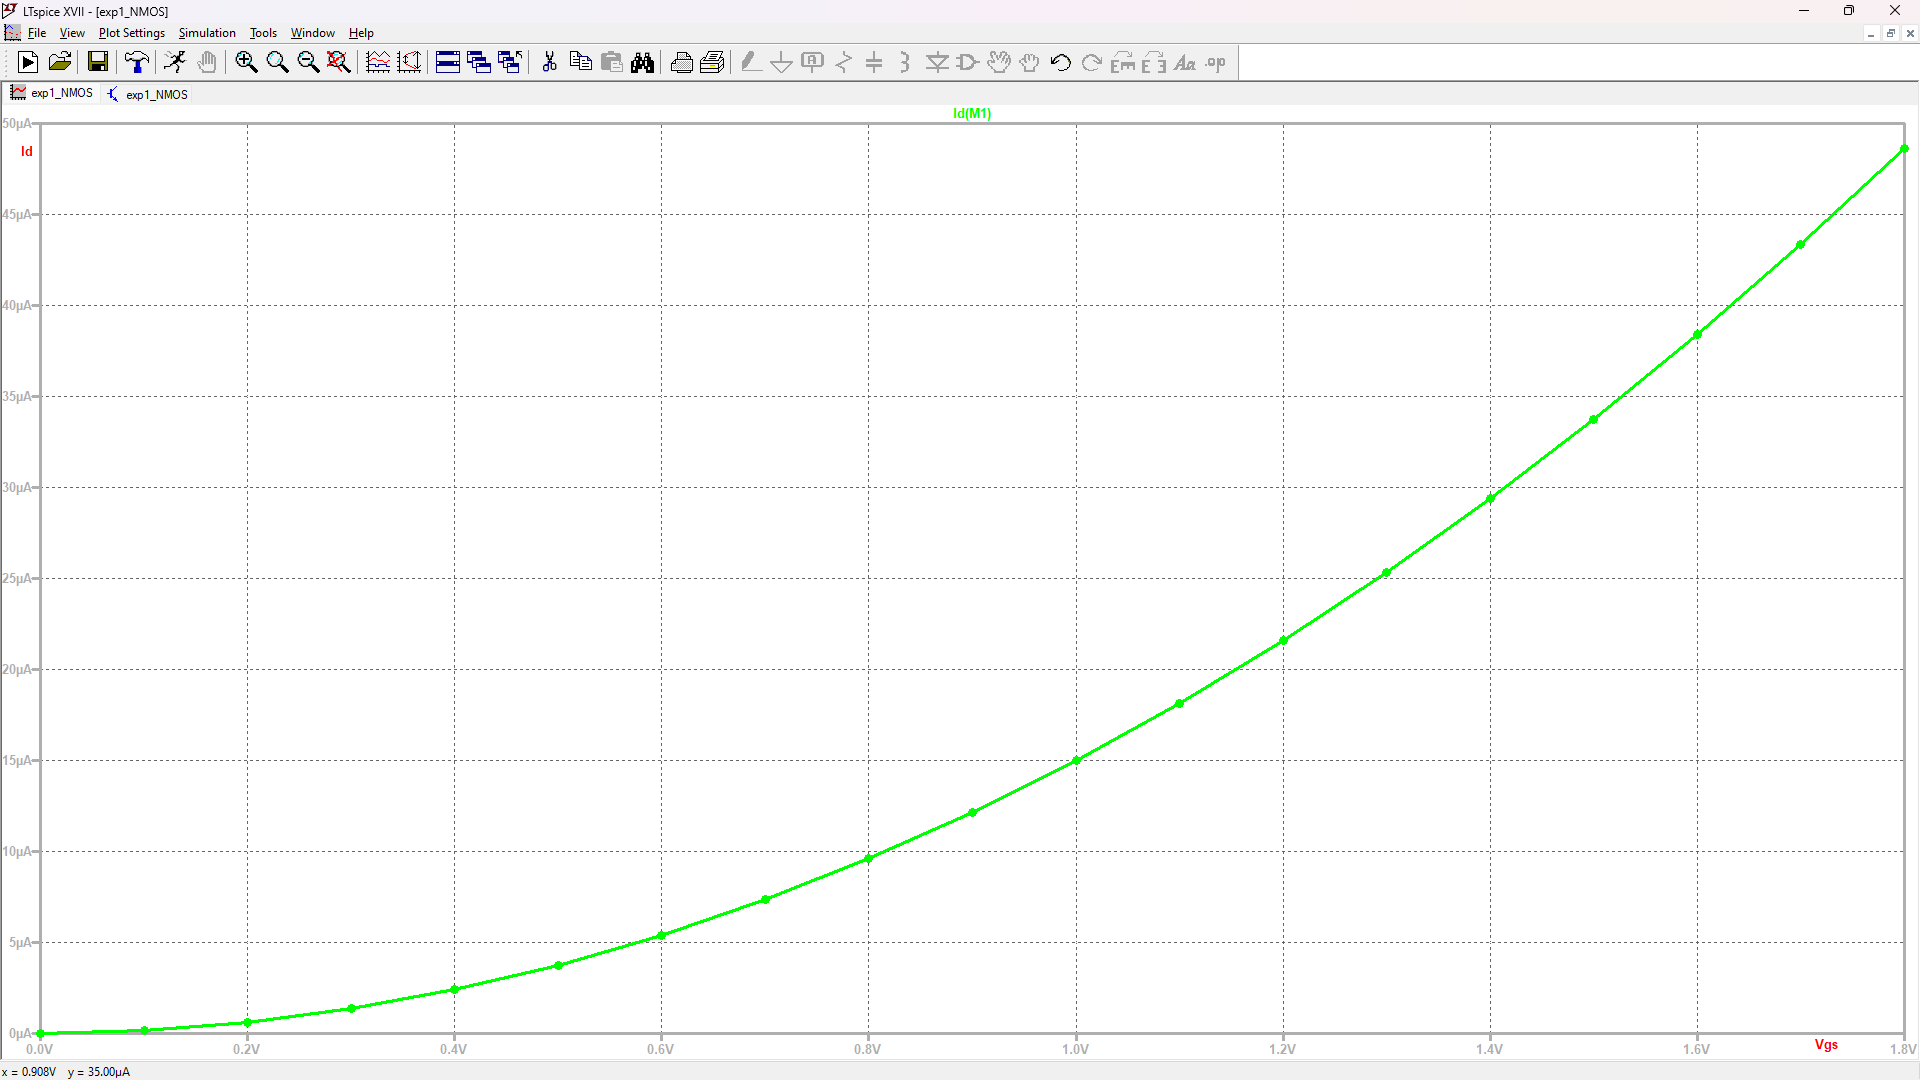 LTspice XVII - [exp1_NMOS]
File View Plot Settings Simulation Tools Window Help
.op
exp1_NMOS exp1_NMOS
Id(M1)
50µA
Id
45µA
40µA
35µA
30µA
25µA
20µA
15µA
10µA
5µA
0µA
0.0V 0.2V 0.4V 0.6V 0.8V 1.0V 1.2V 1.4V 1.6V Vgs 1.8V
x = 0.908V y = 35.00µA